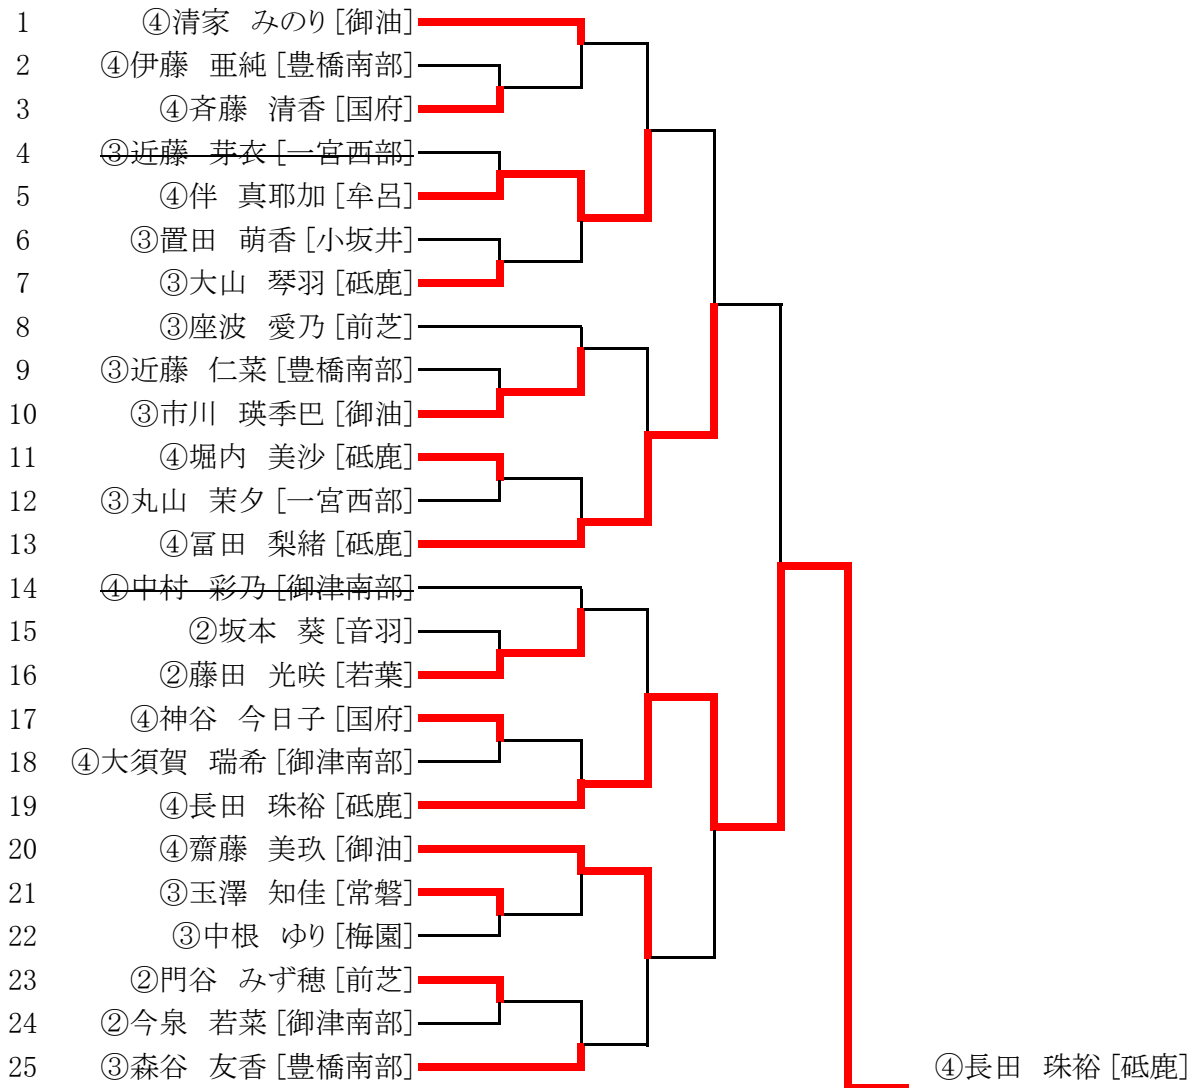 1 ④清家 みのり [御油]
2 ④伊藤 亜純 [豊橋南部]
3 ④斉藤 清香 [国府]
4 ③近藤 芽衣 [一宮西部]
5 ④伴 真耶加 [牟呂]
6 ③置田 萌香 [小坂井]
7 ③大山 琴羽 [砥鹿]
8 ③座波 愛乃 [前芝]
9 ③近藤 仁菜 [豊橋南部]
10 ③市川 瑛季巴 [御油]
11 ④堀内 美沙 [砥鹿]
12 ③丸山 茉夕 [一宮西部]
13 ④冨田 梨緒 [砥鹿]
14 ④中村 彩乃 [御津南部]
15 ②坂本 葵 [音羽]
16 ②藤田 光咲 [若葉]
17 ④神谷 今日子 [国府]
18 ④大須賀 瑞希 [御津南部]
19 ④長田 珠裕 [砥鹿]
20 ④齋藤 美玖 [御油]
21 ③玉澤 知佳 [常磐]
22 ③中根 ゆり [梅園]
23 ②門谷 みず穂 [前芝]
24 ②今泉 若菜 [御津南部]
25 ③森谷 友香 [豊橋南部]
④長田 珠裕 [砥鹿]